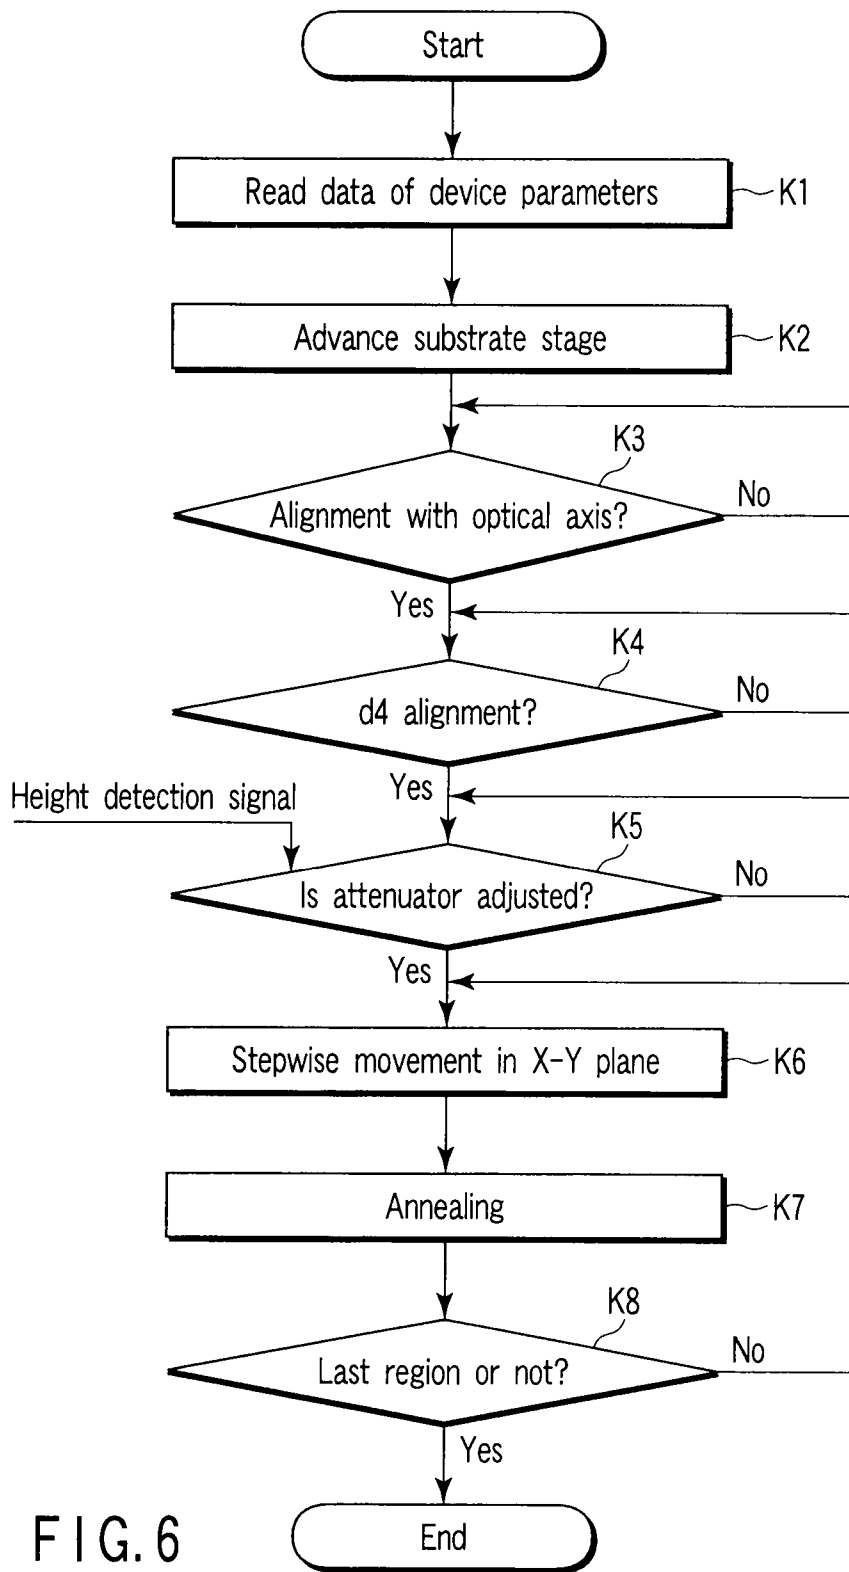 Start
Read data of device parameters
K1
Advance substrate stage
K2
K3
Alignment with optical axis?
No
Yes
K4
d4 alignment?
No
Yes
Height detection signal
K5
Is attenuator adjusted?
No
Yes
Stepwise movement in X-Y plane
K6
Annealing
K7
K8
Last region or not?
No
Yes
End
FIG. 6